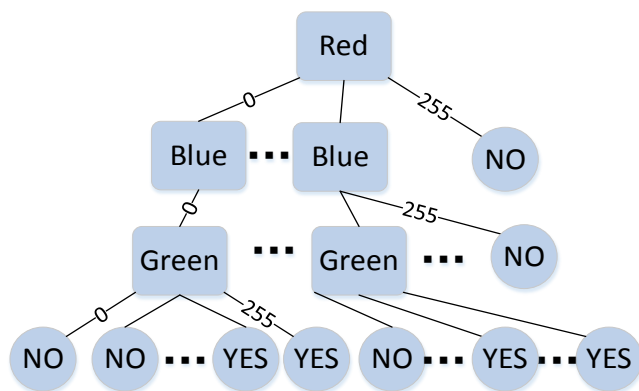 Red
0
255
Blue
Blue
NO
0
255
Green
Green
NO
0
255
NO
NO
YES
YES
NO
YES
YES